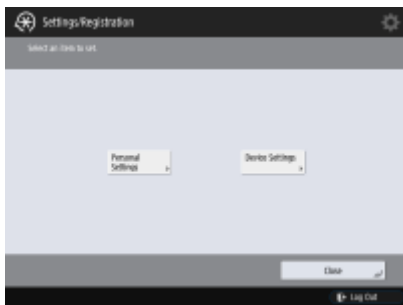 Settings/Registration
Select an item to set.
Personal
Settings
Device Settings
Close
Log Out